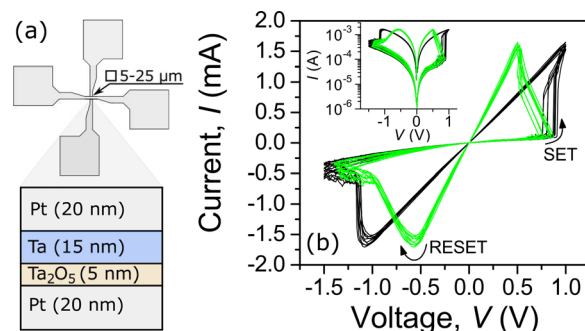 (a)
□5-25 µm
Pt (20 nm)
Ta (15 nm)
Ta₂O₅ (5 nm)
Pt (20 nm)
Current, I (mA)
2.0
1.5
1.0
0.5
0.0
-0.5
-1.0
-1.5
-2.0
I (A)
10⁻³
10⁻⁴
10⁻⁵
10⁻⁶
-1 0 1
V (V)
SET
(b)
RESET
-1.5 -1.0 -0.5 0.0 0.5 1.0
Voltage, V (V)